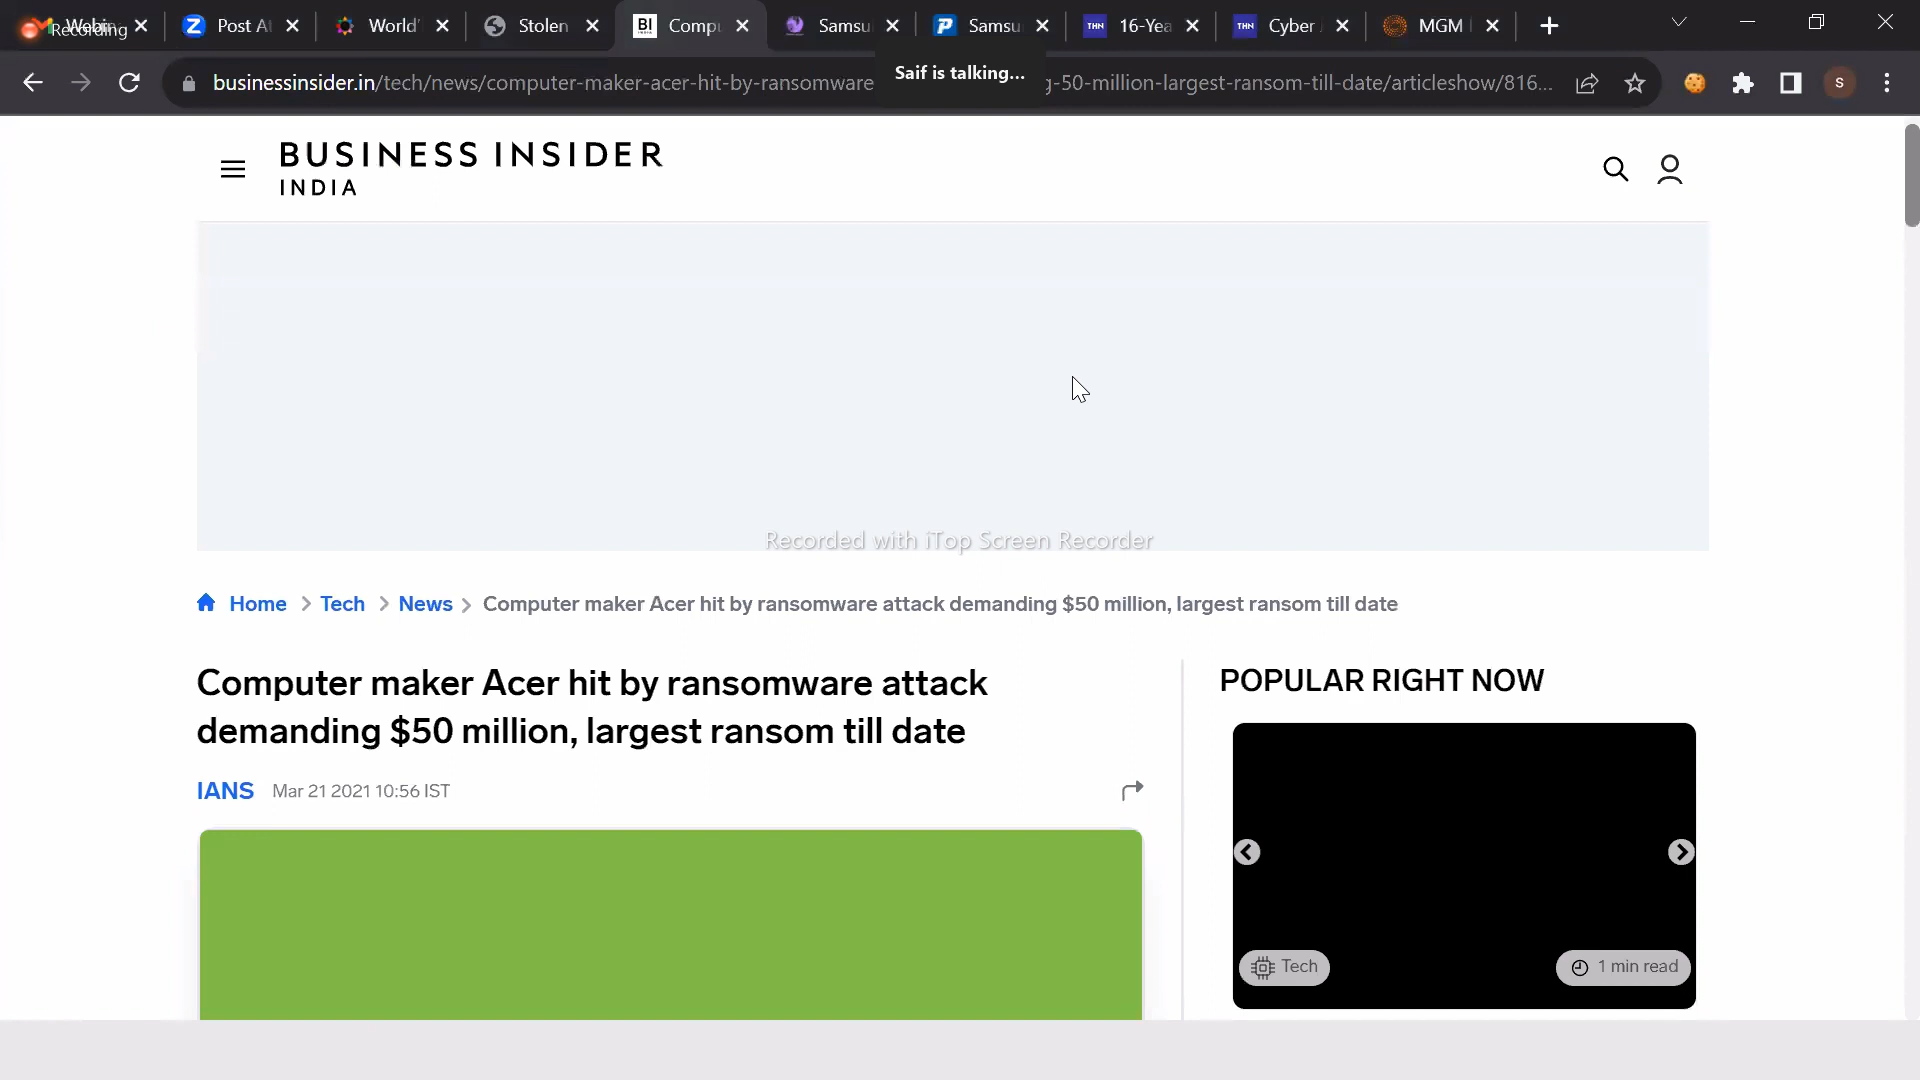 Recording
Post A
World'
Stolen
Comp
Samsu
Samsu
16-Yea
Cyber
MGM
businessinsider.in/tech/news/computer-maker-acer-hit-by-ransomware
Saif is talking...
g-50-million-largest-ransom-till-date/articleshow/816...
BUSINESS INSIDER
INDIA
Recorded with iTop Screen Recorder
Home > Tech > News > Computer maker Acer hit by ransomware attack demanding $50 million, largest ransom till date
Computer maker Acer hit by ransomware attack
demanding $50 million, largest ransom till date
IANS Mar 21 2021 10:56 IST
POPULAR RIGHT NOW
Tech
1 min read